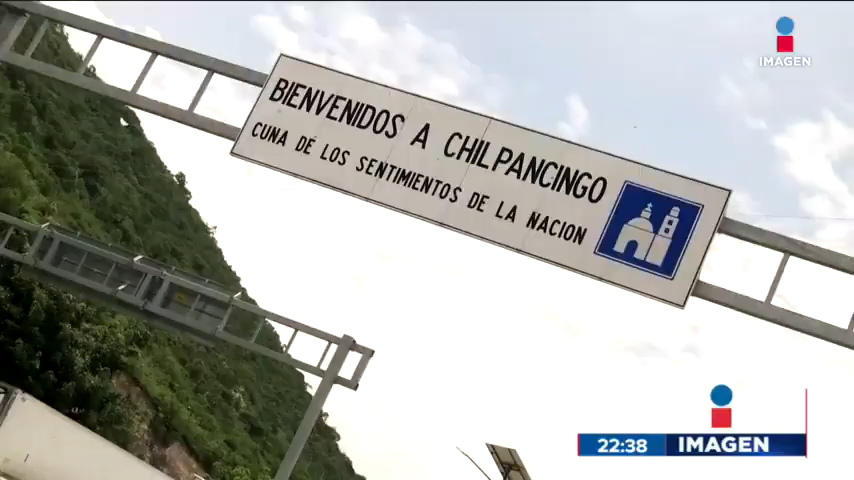 IMAGEN
BIENVENIDOS A CHILPANCINGO
CUNA DE LOS SENTIMIENTOS DE LA NACION
22:38 IMAGEN